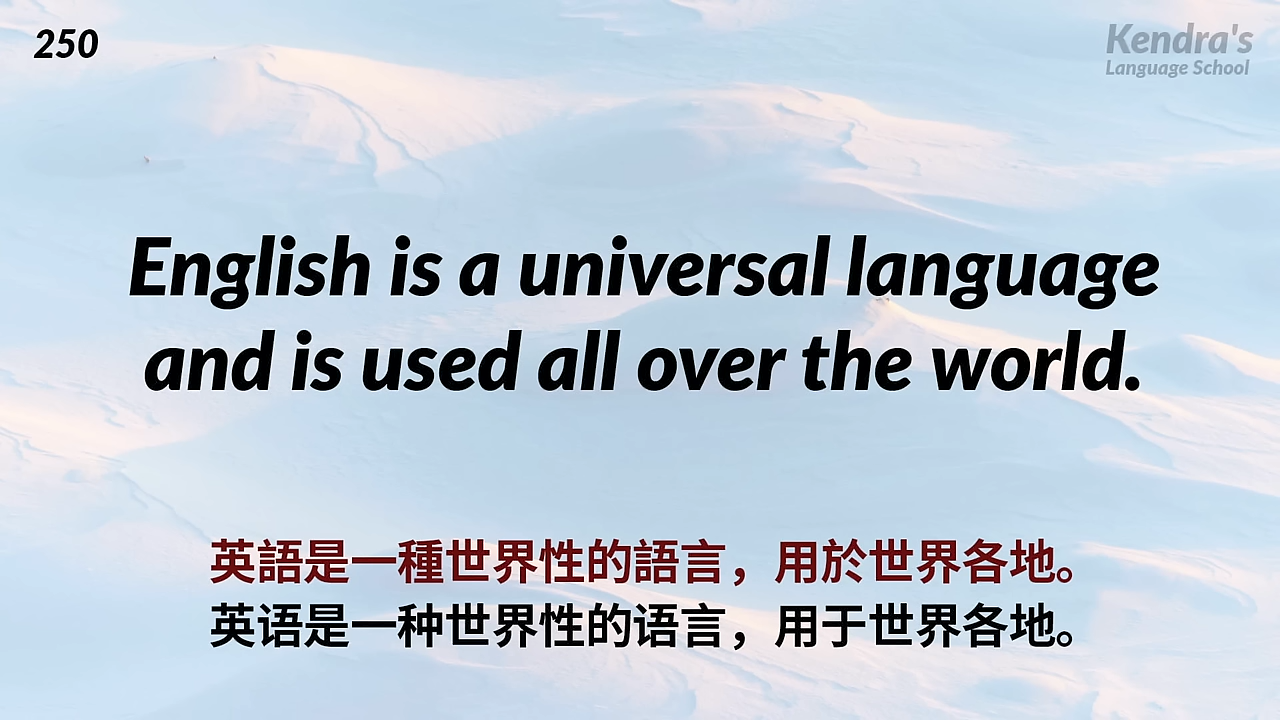 250
Kendra's
Language School
English is a universal language
and is used all over the world.
英語是一種世界性的語言，用於世界各地。
英语是一种世界性的语言，用于世界各地。